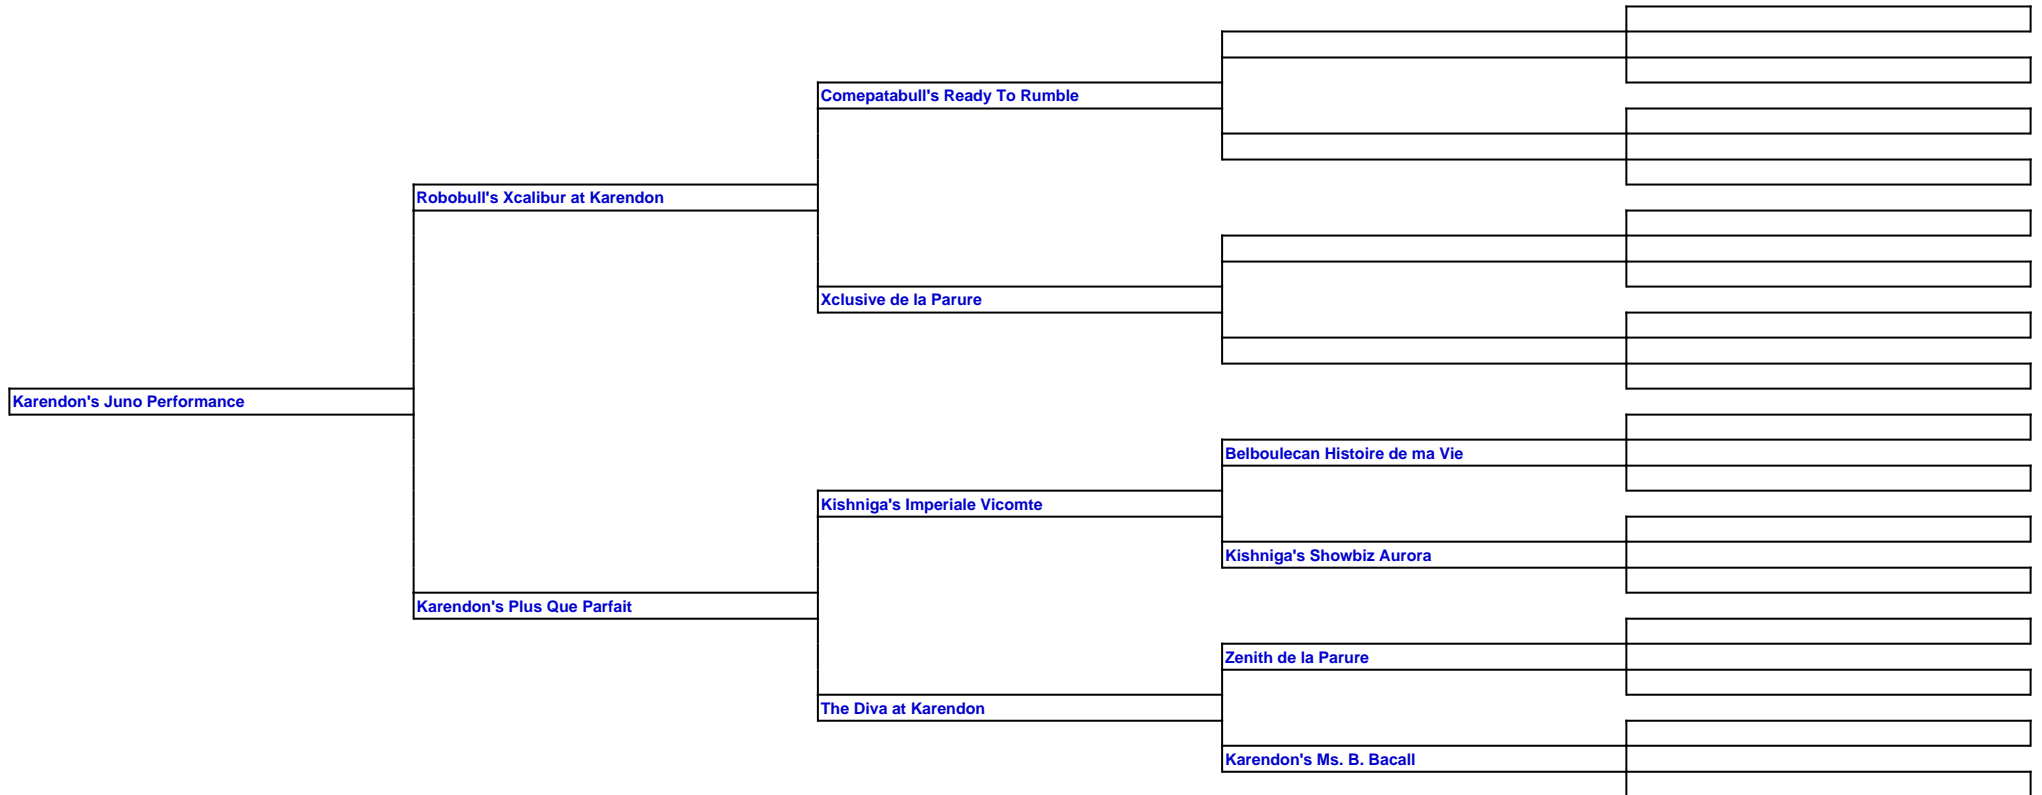 Comepatabull's Ready To Rumble
Robobull's Xcalibur at Karendon
Xclusive de la Parure
Karendon's Juno Performance
Belboulecan Histoire de ma Vie
Kishniga's Imperiale Vicomte
Kishniga's Showbiz Aurora
Karendon's Plus Que Parfait
Zenith de la Parure
The Diva at Karendon
Karendon's Ms. B. Bacall